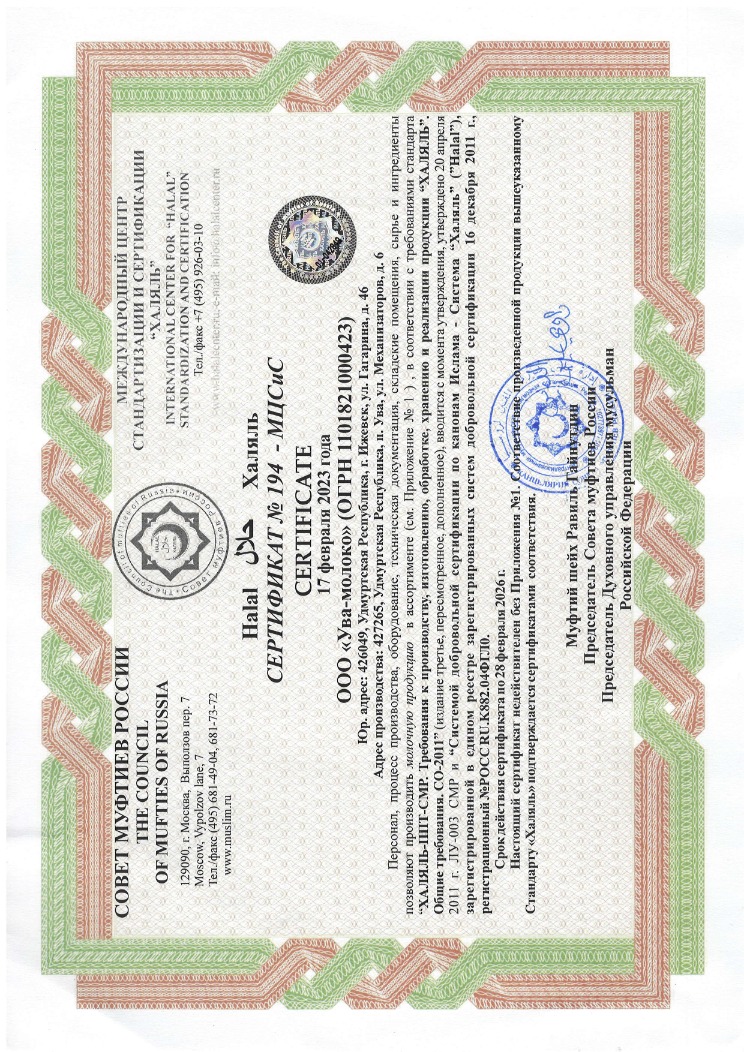 СОВЕТ МУФТИЕВ РОССИИ
THE COUNCIL
OF MUFTIES OF RUSSIA
129090, г. Москва, Выползов пер. 7
Moscow, Vypolzov lane, 7
Тел./факс (495) 681-49-04, 681-73-72
www.muslim.ru
The Council of mufties of Russia
МЕЖДУНАРОДНЫЙ ЦЕНТР
СТАНДАРТИЗАЦИИ И СЕРТИФИКАЦИИ
“ХАЛЯЛЬ”
INTERNATIONAL CENTER FOR “HALAL”
STANDARDIZATION AND CERTIFICATION
Тел./факс +7 (495) 926-03-10
Halal حلال Халяль
СЕРТИФИКАТ № 194 - МЦСиС
CERTIFICATE
17 февраля 2023 года
ООО «Ува-молоко» (ОГРН 1101821000423)
Юр. адрес: 426049, Удмуртская Республика, г. Ижевск, ул. Гагарина, д. 46
Адрес производства: 427265, Удмуртская Республика, п. Ува, ул. Механизаторов, д. 6
Персонал, процесс производства, оборудование, техническая документация, складские помещения, сырье и ингредиенты
позволяют производить молочную продукцию в ассортименте (см. Приложение №1) , в соответствии с требованиями стандарта
“ХАЛЯЛЬ-ППТ-СМР. Требования к производству, изготовлению, обработке, хранению и реализации продукции “ХАЛЯЛЬ”.
Общие требования. СО-2011” (издание третье, пересмотренное, дополненное), вводится с момента утверждения, утверждено 20 апреля
2011 г. ЛУ-003 СМР и “Системой добровольной сертификации по канонам Ислама - Система “Халяль” ("Halal"),
зарегистрированной в едином реестре зарегистрированных систем добровольной сертификации 16 декабря 2011 г.,
регистрационный №РОСС RU.К882.04ФГЛ0.
Срок действия сертификата по 28 февраля 2026 г.
Настоящий сертификат недействителен без Приложения №1. Соответствие произведенной продукции вышеуказанному
Стандарту «Халяль» подтверждается сертификатами соответствия.
Муфтий шейх Равиль Гайнутдин
Председатель Совета муфтиев России
Председатель Духовного управления мусульман
Российской Федерации